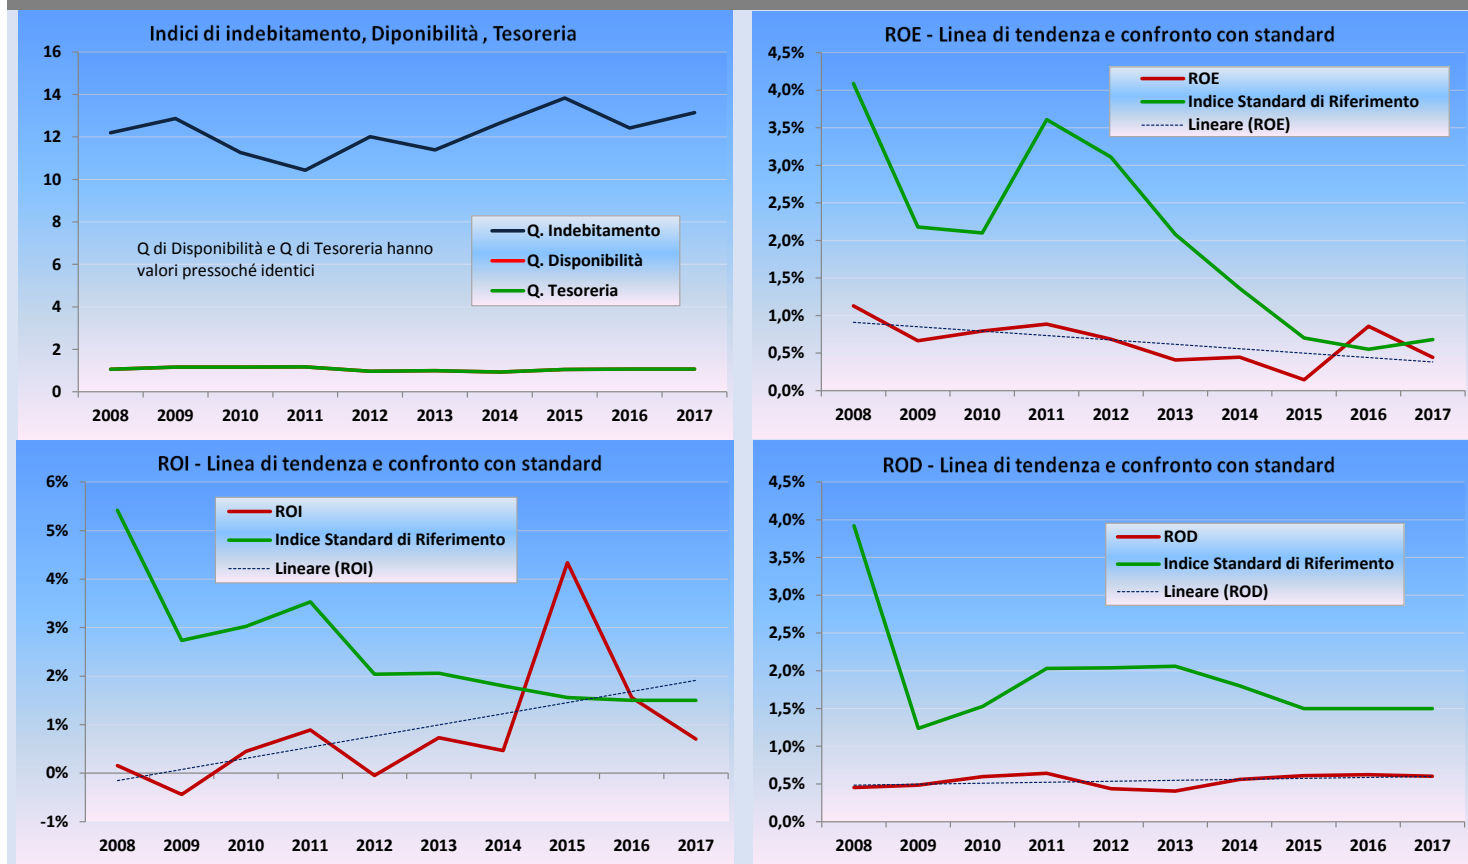 Indici di indebitamento, Diponibilità , Tesoreria
16
14
12
10
8
6
4
2
0
Q di Disponibilità e Q di Tesoreria hanno
valori pressoché identici
Q. Indebitamento
Q. Disponibilità
Q. Tesoreria
2008 2009 2010 2011 2012 2013 2014 2015 2016 2017
ROE - Linea di tendenza e confronto con standard
4,5%
4,0%
3,5%
3,0%
2,5%
2,0%
1,5%
1,0%
0,5%
0,0%
ROE
Indice Standard di Riferimento
Lineare (ROE)
2008 2009 2010 2011 2012 2013 2014 2015 2016 2017
ROI - Linea di tendenza e confronto con standard
6%
5%
4%
3%
2%
1%
0%
-1%
ROI
Indice Standard di Riferimento
Lineare (ROI)
2008 2009 2010 2011 2012 2013 2014 2015 2016 2017
ROD - Linea di tendenza e confronto con standard
4,5%
4,0%
3,5%
3,0%
2,5%
2,0%
1,5%
1,0%
0,5%
0,0%
ROD
Indice Standard di Riferimento
Lineare (ROD)
2008 2009 2010 2011 2012 2013 2014 2015 2016 2017